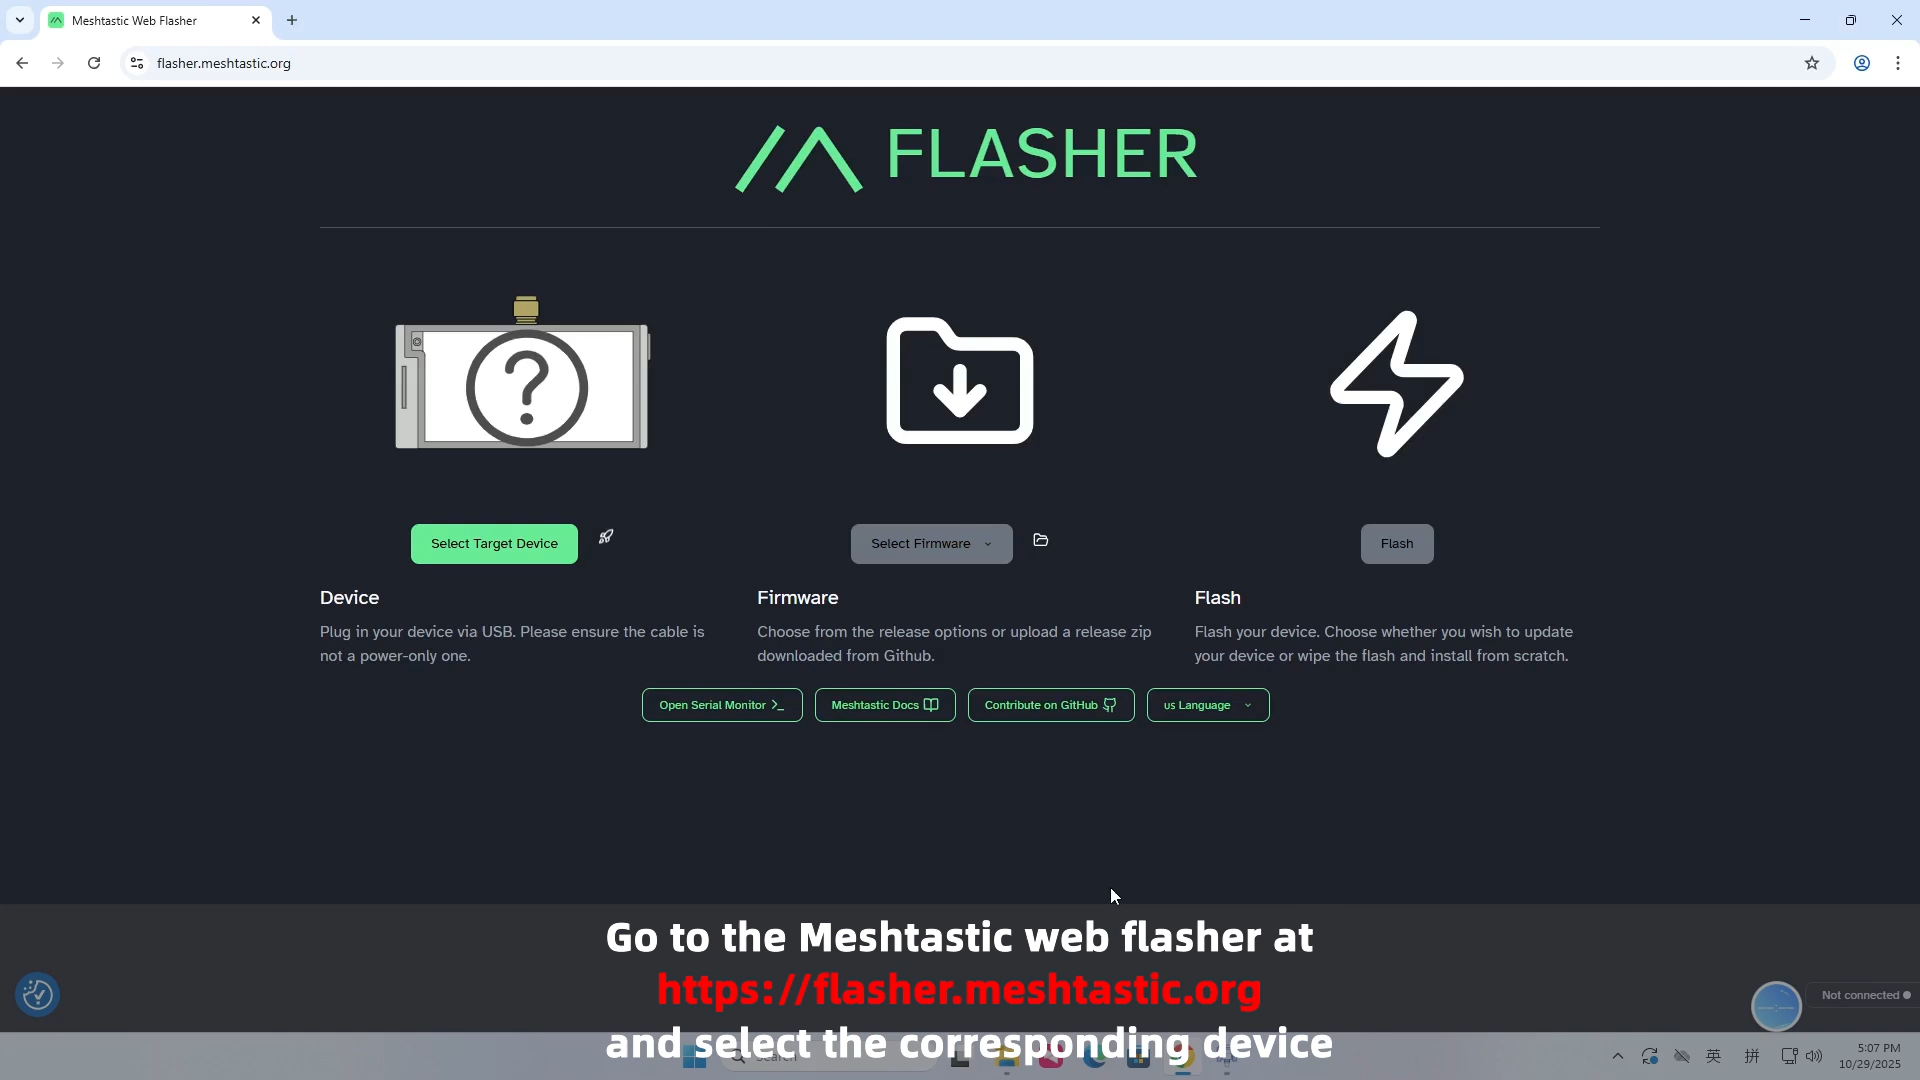 Meshtastic Web Flasher
flasher.meshtastic.org
FLASHER
?
Select Target Device
Select Firmware
Flash
Device
Firmware
Flash
Plug in your device via USB. Please ensure the cable is
not a power-only one.
Choose from the release options or upload a release zip
downloaded from Github.
Flash your device. Choose whether you wish to update
your device or wipe the flash and install from scratch.
Open Serial Monitor
Meshtastic Docs
Contribute on GitHub
us Language
Go to the Meshtastic web flasher at
https://flasher.meshtastic.org
and select the corresponding device
Not connected
Search
英
拼
5:07 PM
10/29/2025